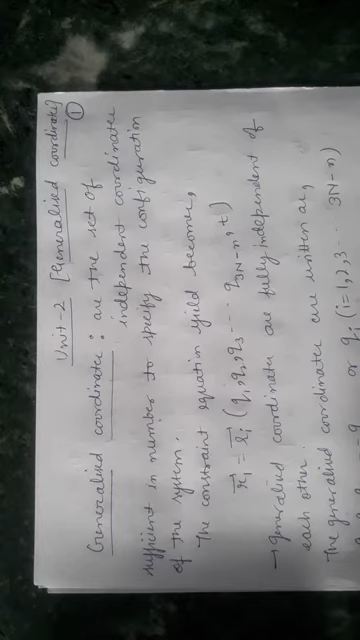 ①
Unit-2 [Generalised coordinate]
Generalised coordinate: are the set of
independent coordinates
sufficient in number to specify the configuration
of the system.
The constraint equation yield becomes,
r⃗i = r⃗i (q1, q2, q3, .... q3N-n, t)
→ generalised coordinate are fully independent of
each other.
The generalised coordinates are written as,
or qi (i=1,2,3... 3N-n)